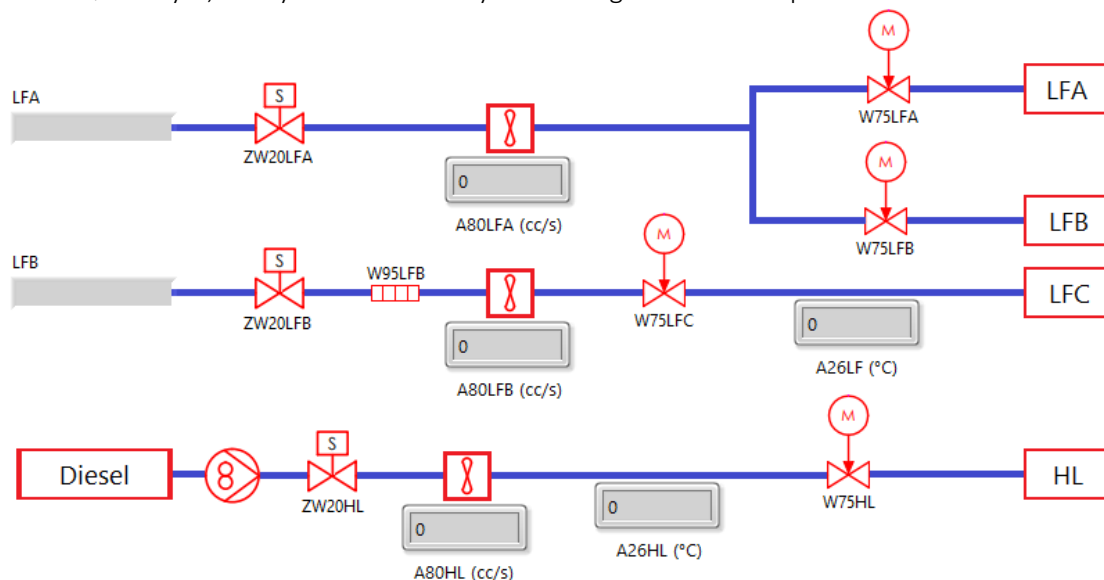 LFA
S
ZW20LFA
0
A80LFA (cc/s)
M
W75LFA
LFA
M
W75LFB
LFB
LFB
S
ZW20LFB
W95LFB
0
A80LFB (cc/s)
M
W75LFC
0
A26LF (°C)
LFC
Diesel
S
ZW20HL
0
A80HL (cc/s)
0
A26HL (°C)
M
W75HL
HL